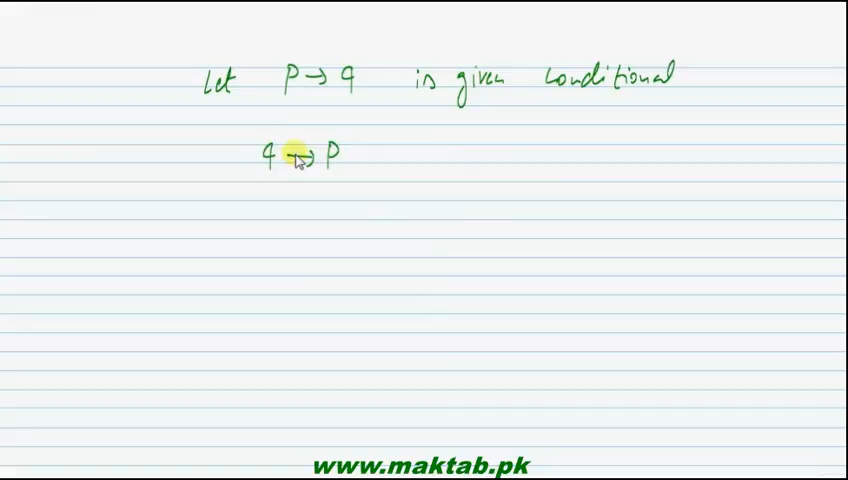 Let P → q is given conditional
q → P
www.maktab.pk